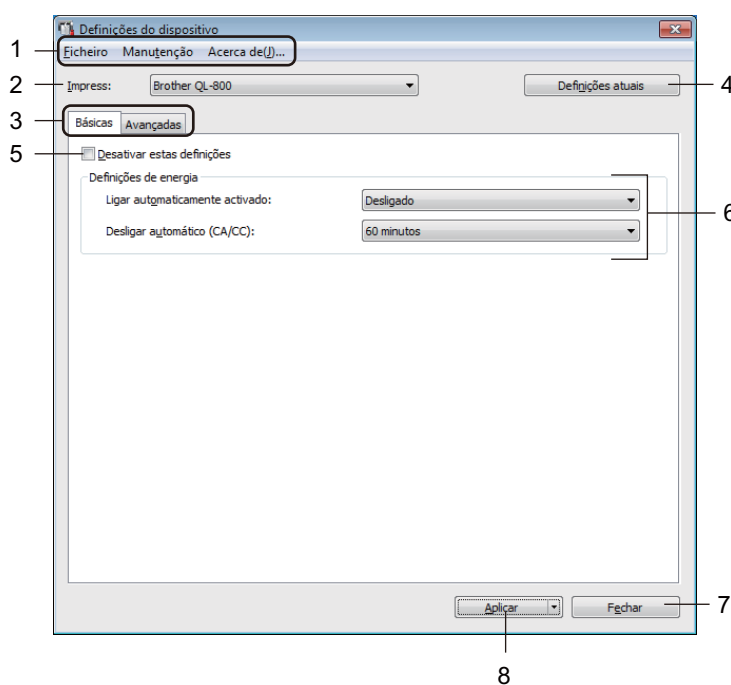 Definições do dispositivo
1
Ficheiro Manutenção Acerca de(J)...
2
Impress: Brother QL-800
Definições atuais
4
3
Básicas Avançadas
5
Desativar estas definições
Definições de energia
Ligar automaticamente activado: Desligado
6
Desligar automático (CA/CC): 60 minutos
Aplicar
Fechar
7
8